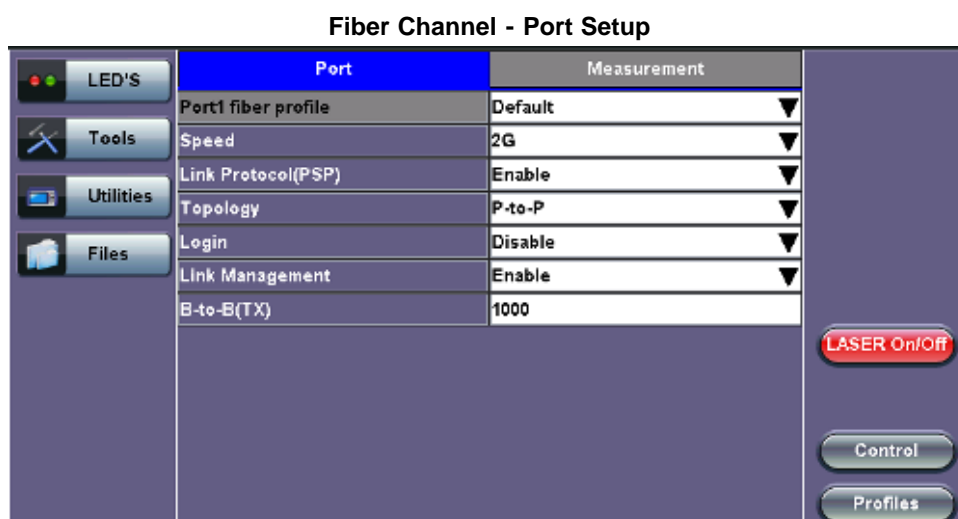 Fiber Channel - Port Setup
LED'S
Tools
Utilities
Files
Port Measurement
Port1 fiber profile Default
Speed 2G
Link Protocol(PSP) Enable
Topology P-to-P
Login Disable
Link Management Enable
B-to-B(TX) 1000
LASER On/Off
Control
Profiles